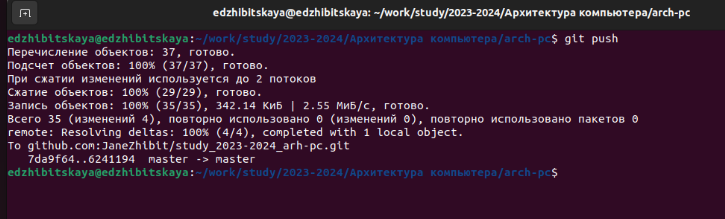 edzhibitskaya@edzhibitskaya: ~/work/study/2023-2024/Архитектура компьютера/arch-pc
edzhibitskaya@edzhibitskaya:~/work/study/2023-2024/Архитектура компьютера/arch-pc$ git push
Перечисление объектов: 37, готово.
Подсчет объектов: 100% (37/37), готово.
При сжатии изменений используется до 2 потоков
Сжатие объектов: 100% (29/29), готово.
Запись объектов: 100% (35/35), 342.14 КиБ | 2.55 МиБ/с, готово.
Всего 35 (изменений 4), повторно использовано 0 (изменений 0), повторно использовано пакетов 0
remote: Resolving deltas: 100% (4/4), completed with 1 local object.
To github.com:JaneZhibit/study_2023-2024_arh-pc.git
7da9f64..6241194  master -> master
edzhibitskaya@edzhibitskaya:~/work/study/2023-2024/Архитектура компьютера/arch-pc$